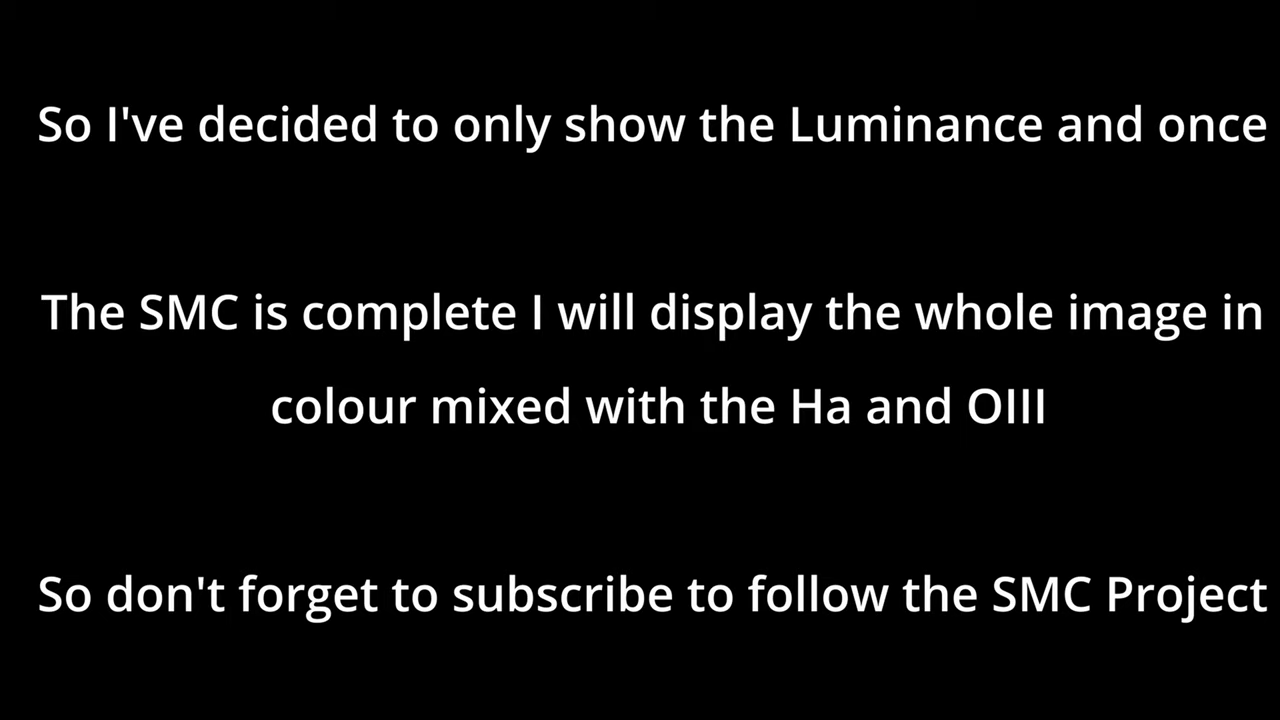 So I've decided to only show the Luminance and once
The SMC is complete I will display the whole image in
colour mixed with the Ha and OIII
So don't forget to subscribe to follow the SMC Project